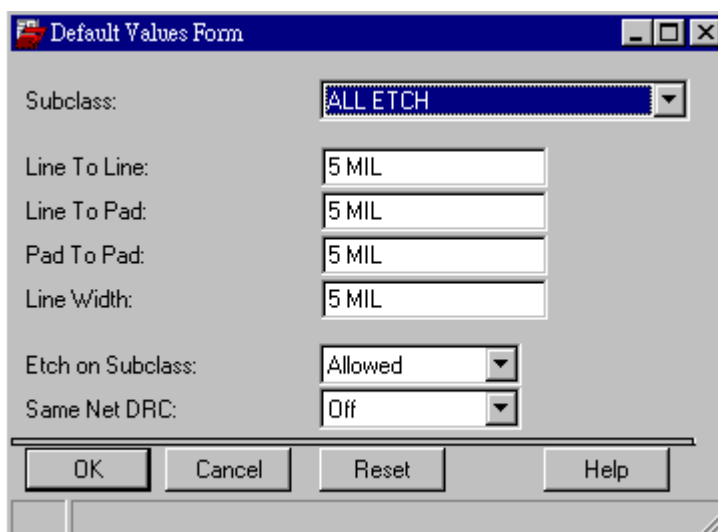 Default Values Form
Subclass: ALL ETCH
Line To Line: 5 MIL
Line To Pad: 5 MIL
Pad To Pad: 5 MIL
Line Width: 5 MIL
Etch on Subclass: Allowed
Same Net DRC: Off
OK Cancel Reset Help